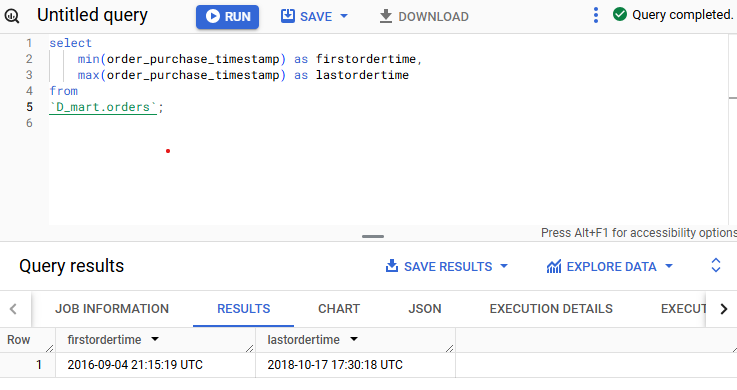 Untitled query
RUN
SAVE
DOWNLOAD
Query completed.
1 select
2 min(order_purchase_timestamp) as firstordertime,
3 max(order_purchase_timestamp) as lastordertime
4 from
5 `D_mart.orders`;
6
Press Alt+F1 for accessibility options
Query results
SAVE RESULTS
EXPLORE DATA
JOB INFORMATION
RESULTS
CHART
JSON
EXECUTION DETAILS
EXECUT
Row firstordertime lastordertime
1 2016-09-04 21:15:19 UTC 2018-10-17 17:30:18 UTC